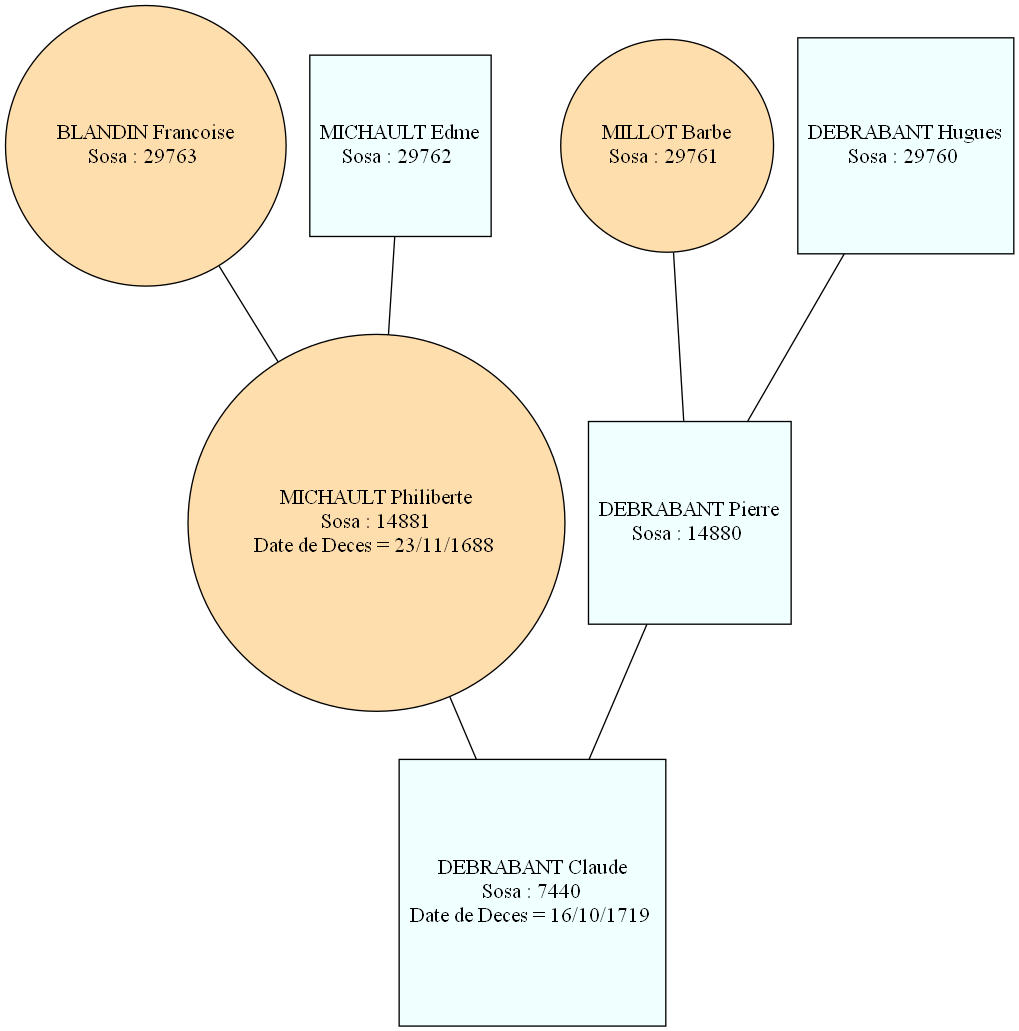 BLANDIN Francoise
Sosa : 29763
MICHAULT Edme
Sosa : 29762
MILLOT Barbe
Sosa : 29761
DEBRABANT Hugues
Sosa : 29760
MICHAULT Philiberte
Sosa : 14881
Date de Deces = 23/11/1688
DEBRABANT Pierre
Sosa : 14880
DEBRABANT Claude
Sosa : 7440
Date de Deces = 16/10/1719